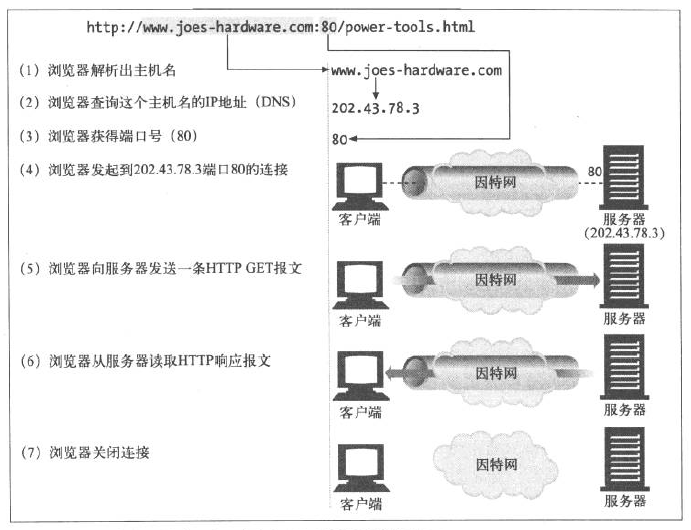 http://www.joes-hardware.com:80/power-tools.html
（1）浏览器解析出主机名
www.joes-hardware.com
（2）浏览器查询这个主机名的IP地址（DNS）
202.43.78.3
（3）浏览器获得端口号（80）
80
（4）浏览器发起到202.43.78.3端口80的连接
因特网
80
客户端
服务器
（202.43.78.3）
（5）浏览器向服务器发送一条HTTP GET报文
因特网
客户端
服务器
（6）浏览器从服务器读取HTTP响应报文
因特网
客户端
服务器
（7）浏览器关闭连接
因特网
客户端
服务器